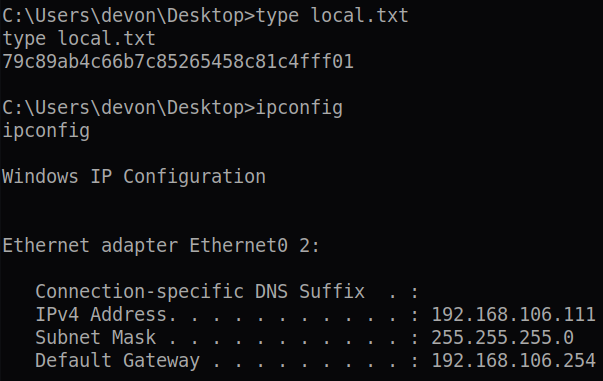 C:\Users\devon\Desktop>type local.txt
type local.txt
79c89ab4c66b7c85265458c81c4fff01
C:\Users\devon\Desktop>ipconfig
ipconfig
Windows IP Configuration
Ethernet adapter Ethernet0 2:
Connection-specific DNS Suffix  . :
IPv4 Address. . . . . . . . . . . : 192.168.106.111
Subnet Mask . . . . . . . . . . . : 255.255.255.0
Default Gateway . . . . . . . . . : 192.168.106.254